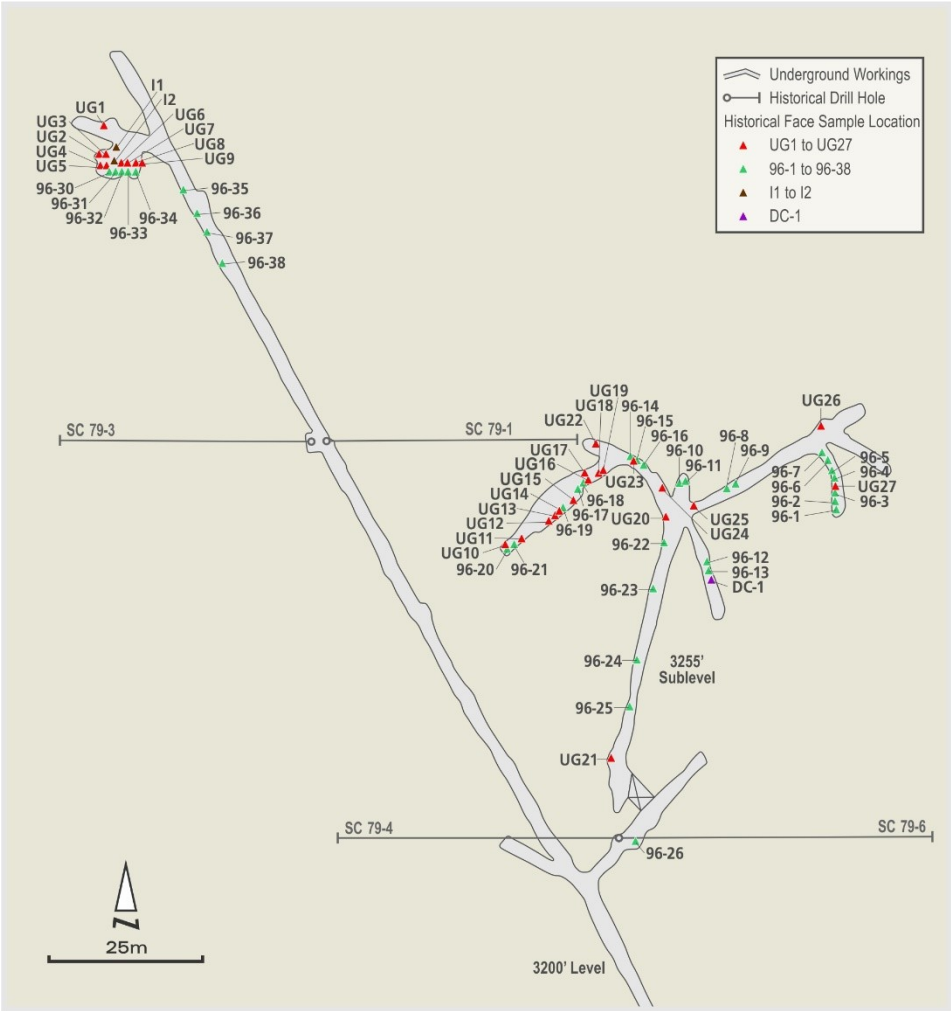 Underground Workings
Historical Drill Hole
Historical Face Sample Location
UG1 to UG27
96-1 to 96-38
I1 to I2
DC-1
I1
I2
UG1
UG6
UG3
UG7
UG2
UG8
UG4
UG9
UG5
96-30
96-31
96-32
96-33
96-34
96-35
96-36
96-37
96-38
SC 79-3
SC 79-1
UG19
UG18
96-14
UG22
96-15
96-16
UG17
96-10
UG16
96-11
UG15
UG23
UG14
96-18
UG13
96-17
UG12
96-19
UG11
UG10
96-20
96-21
UG20
96-22
96-23
96-8
96-9
UG26
96-7
96-5
96-6
96-4
UG27
96-2
96-3
96-1
UG25
UG24
96-12
96-13
DC-1
96-24
3255'
Sublevel
96-25
UG21
SC 79-4
SC 79-6
96-26
N
25m
3200' Level